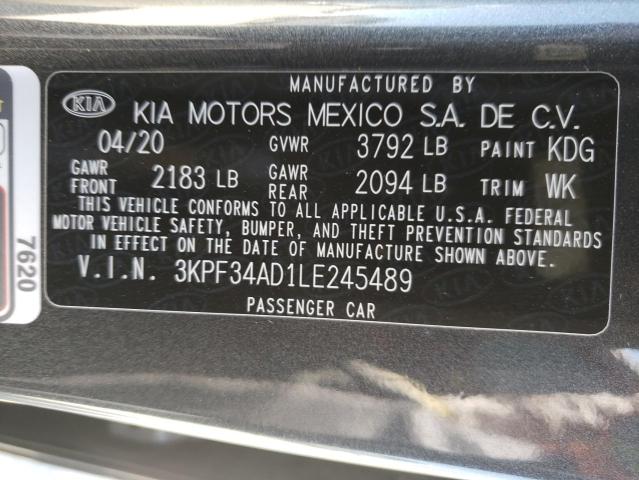 MANUFACTURED BY
KIA KIA MOTORS MEXICO S.A. DE C.V.
04/20 GVWR 3792 LB PAINT KDG
GAWR FRONT 2183 LB GAWR REAR 2094 LB TRIM WK
THIS VEHICLE CONFORMS TO ALL APPLICABLE U.S.A. FEDERAL
MOTOR VEHICLE SAFETY, BUMPER, AND THEFT PREVENTION STANDARDS
IN EFFECT ON THE DATE OF MANUFACTURE SHOWN ABOVE.
V.I.N. 3KPF34AD1LE245489
PASSENGER CAR
7620